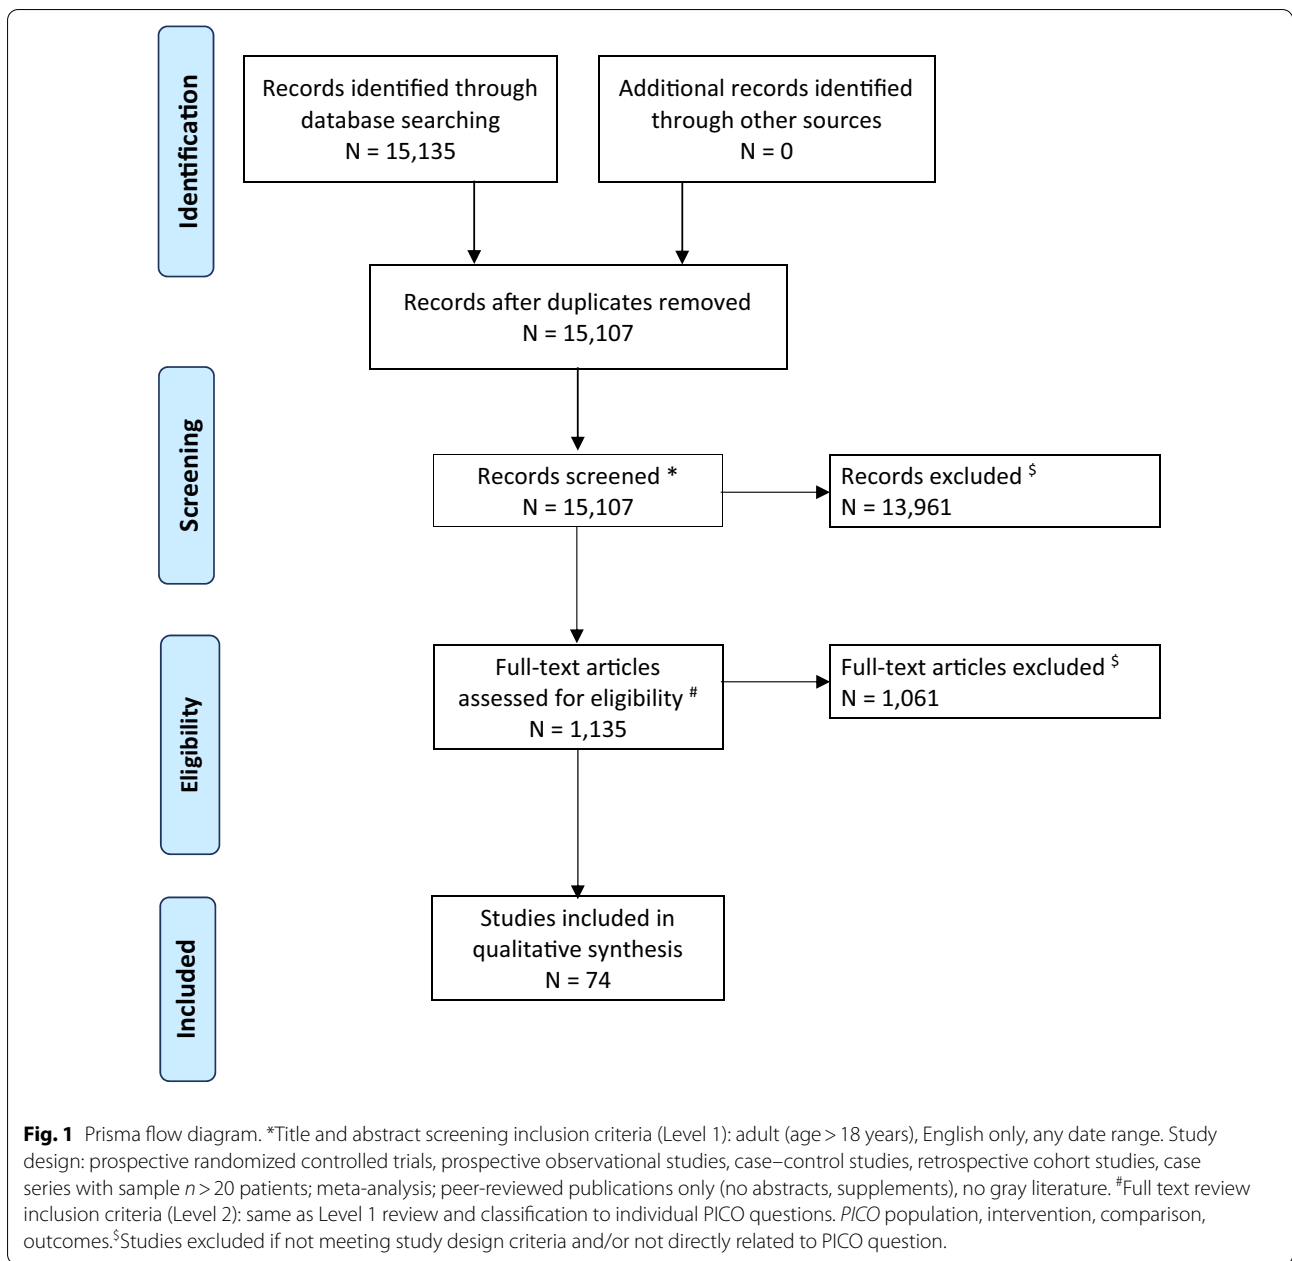 Identification
Records identified through
database searching
N = 15,135
Additional records identified
through other sources
N = 0
Records after duplicates removed
N = 15,107
Screening
Records screened *
N = 15,107
Records excluded $
N = 13,961
Eligibility
Full-text articles
assessed for eligibility #
N = 1,135
Full-text articles excluded $
N = 1,061
Included
Studies included in
qualitative synthesis
N = 74
Fig. 1 Prisma flow diagram. *Title and abstract screening inclusion criteria (Level 1): adult (age > 18 years), English only, any date range. Study
design: prospective randomized controlled trials, prospective observational studies, case–control studies, retrospective cohort studies, case
series with sample n > 20 patients; meta-analysis; peer-reviewed publications only (no abstracts, supplements), no gray literature. #Full text review
inclusion criteria (Level 2): same as Level 1 review and classification to individual PICO questions. PICO population, intervention, comparison,
outcomes.$Studies excluded if not meeting study design criteria and/or not directly related to PICO question.